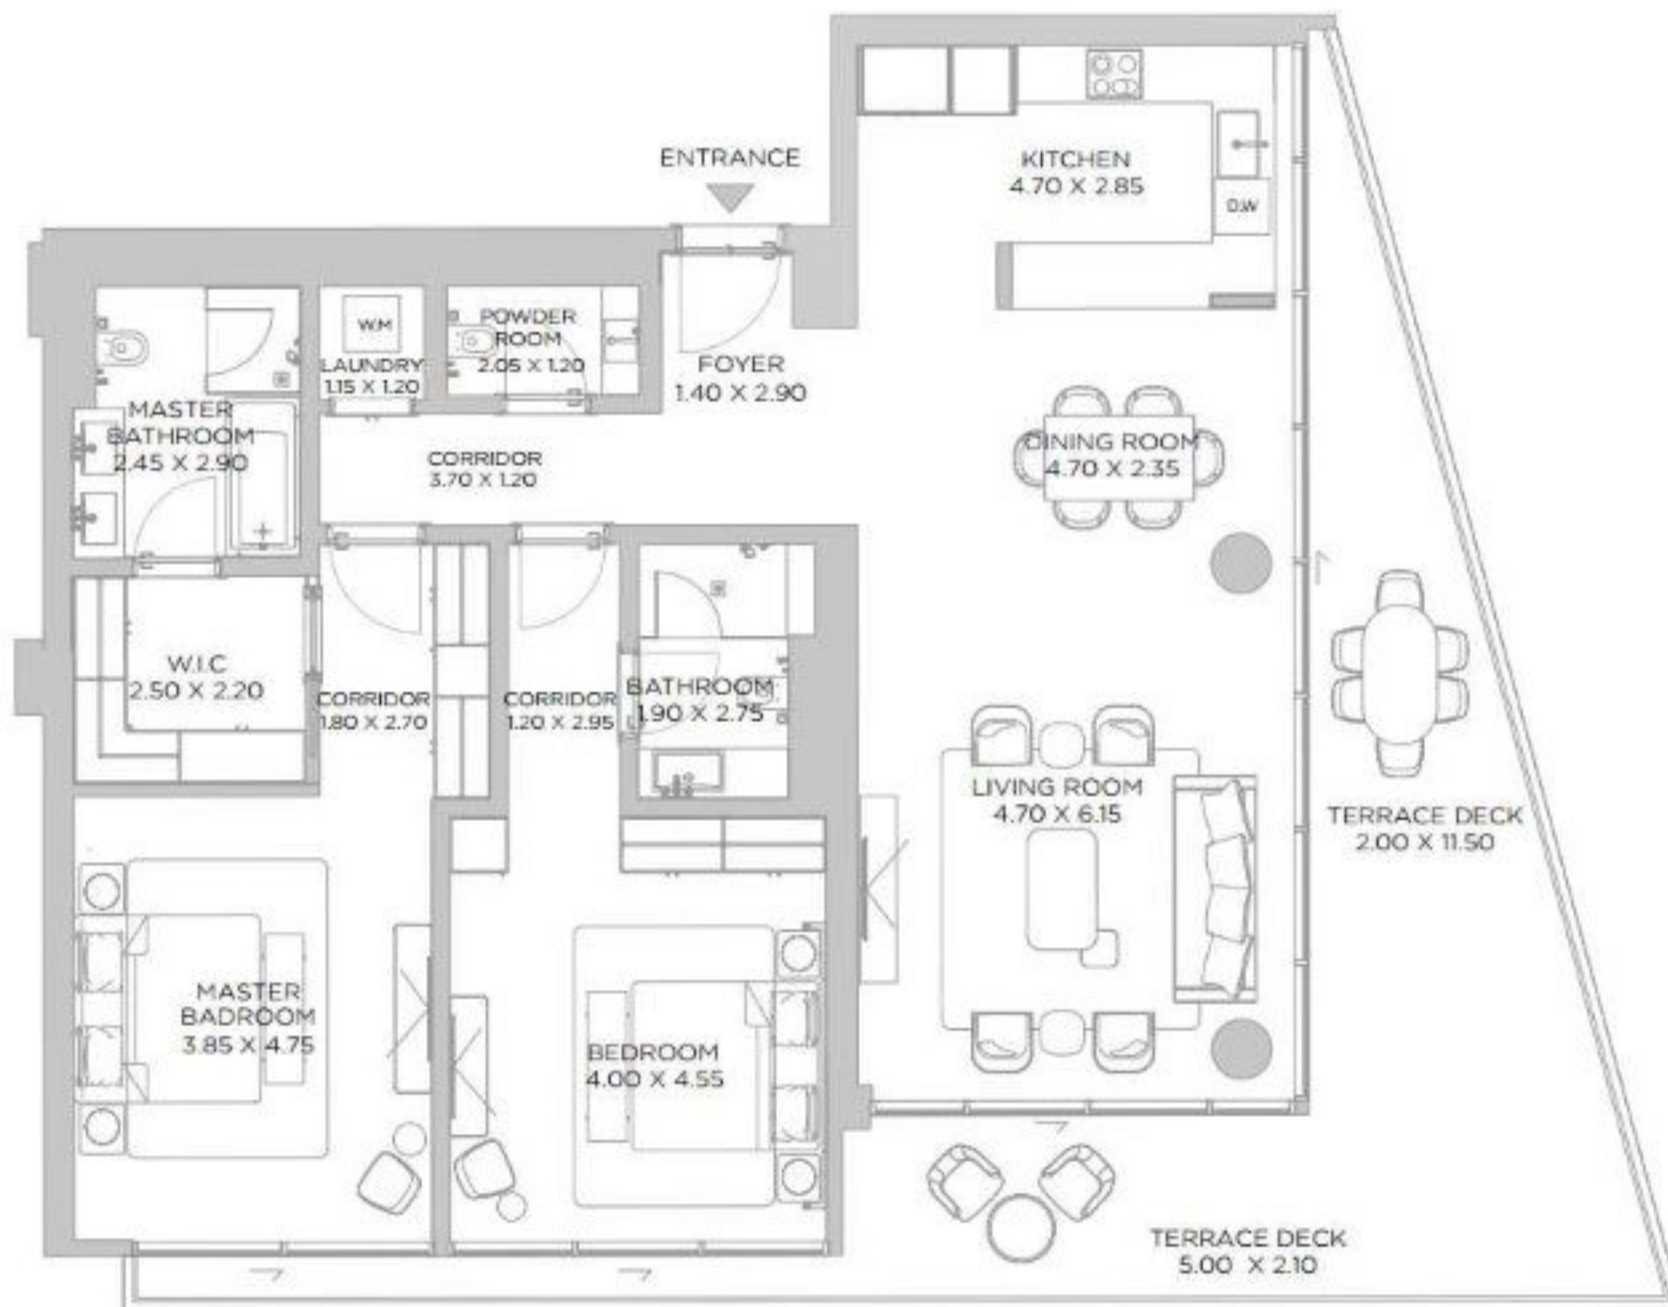 ENTRANCE
KITCHEN
4.70 X 2.85
D.W
W.M
LAUNDRY
1.15 X 1.20
POWDER
ROOM
2.05 X 1.20
FOYER
1.40 X 2.90
MASTER
BATHROOM
2.45 X 2.90
CORRIDOR
3.70 X 1.20
DINING ROOM
4.70 X 2.35
W.I.C
2.50 X 2.20
CORRIDOR
1.80 X 2.70
CORRIDOR
1.20 X 2.95
BATHROOM
1.90 X 2.75
LIVING ROOM
4.70 X 6.15
TERRACE DECK
2.00 X 11.50
MASTER
BADROOM
3.85 X 4.75
BEDROOM
4.00 X 4.55
TERRACE DECK
5.00 X 2.10